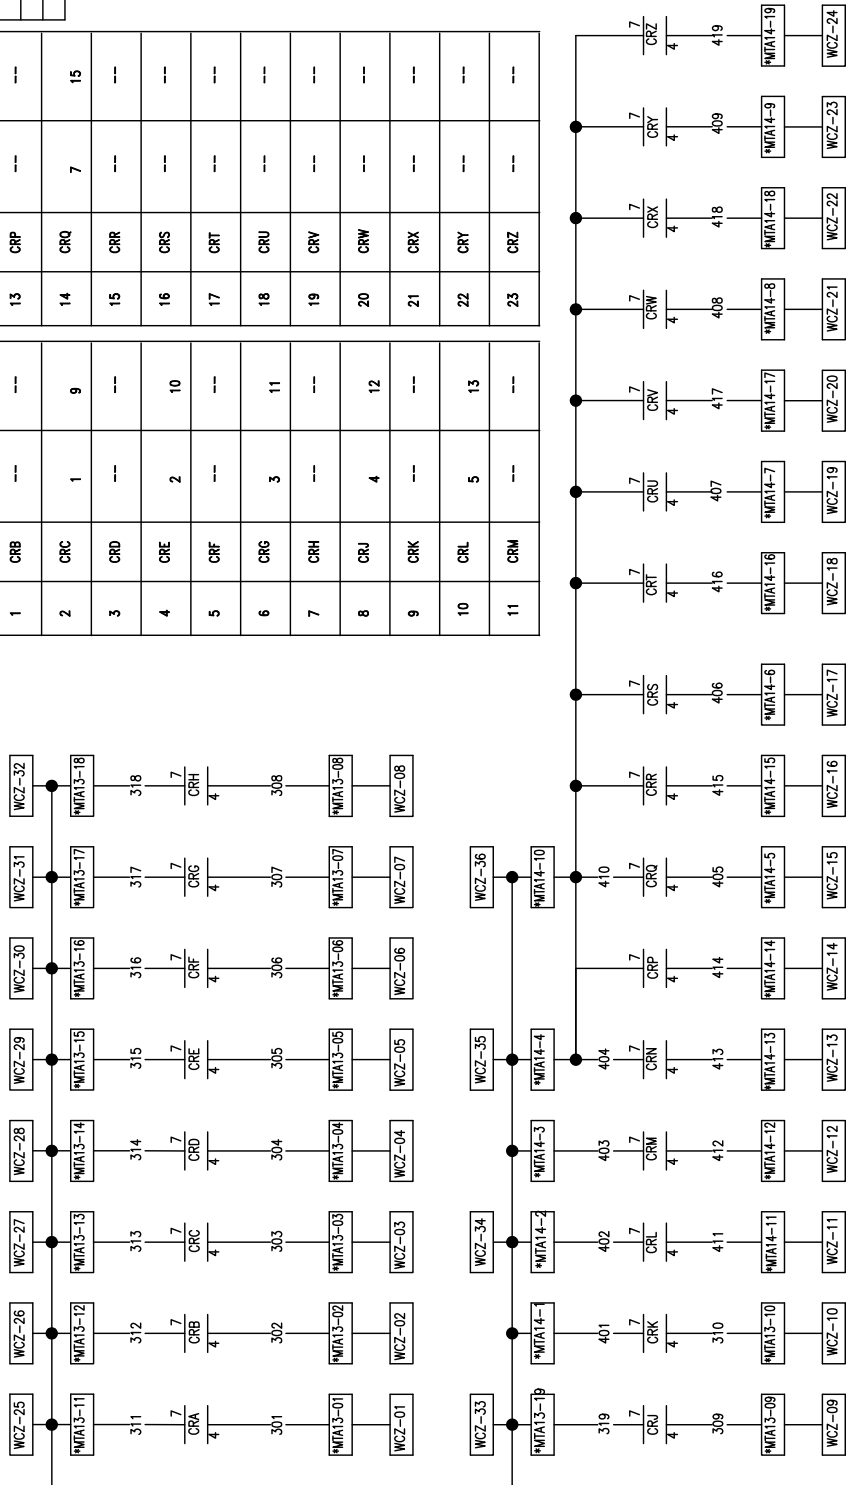 WCZ-25 WCZ-26 WCZ-27 WCZ-28 WCZ-29 WCZ-30 WCZ-31 WCZ-32
*MTA13-11 *MTA13-12 *MTA13-13 *MTA13-14 *MTA13-15 *MTA13-16 *MTA13-17 *MTA13-18
311 312 313 314 315 316 317 318
7 7 7 7 7 7 7 7
CRA CRB CRC CRD CRE CRF CRG CRH
4 4 4 4 4 4 4 4
301 302 303 304 305 306 307 308
*MTA13-01 *MTA13-02 *MTA13-03 *MTA13-04 *MTA13-05 *MTA13-06 *MTA13-07 *MTA13-08
WCZ-01 WCZ-02 WCZ-03 WCZ-04 WCZ-05 WCZ-06 WCZ-07 WCZ-08
1 CRB -- -- 13 CRP -- --
2 CRC 1 9 14 CRQ 7 15
3 CRD -- -- 15 CRR -- --
4 CRE 2 10 16 CRS -- --
5 CRF -- -- 17 CRT -- --
6 CRG 3 11 18 CRU -- --
7 CRH -- -- 19 CRV -- --
8 CRJ 4 12 20 CRW -- --
9 CRK -- -- 21 CRX -- --
10 CRL 5 13 22 CRY -- --
11 CRM -- -- 23 CRZ -- --
WCZ-33 WCZ-34 WCZ-35 WCZ-36
*MTA13-19 *MTA14-1 *MTA14-2 *MTA14-3 *MTA14-4 *MTA14-10
319 401 402 403 404 410
7 7 7 7 7 7 7 7 7 7 7 7 7 7 7 7
CRJ CRK CRL CRM CRN CRP CRQ CRR CRS CRT CRU CRV CRW CRX CRY CRZ
4 4 4 4 4 4 4 4 4 4 4 4 4 4 4 4
309 310 411 412 413 414 405 415 406 416 407 417 408 418 409 419
*MTA13-09 *MTA13-10 *MTA14-11 *MTA14-12 *MTA14-13 *MTA14-14 *MTA14-5 *MTA14-15 *MTA14-6 *MTA14-16 *MTA14-7 *MTA14-17 *MTA14-8 *MTA14-18 *MTA14-9 *MTA14-19
WCZ-09 WCZ-10 WCZ-11 WCZ-12 WCZ-13 WCZ-14 WCZ-15 WCZ-16 WCZ-17 WCZ-18 WCZ-19 WCZ-20 WCZ-21 WCZ-22 WCZ-23 WCZ-24